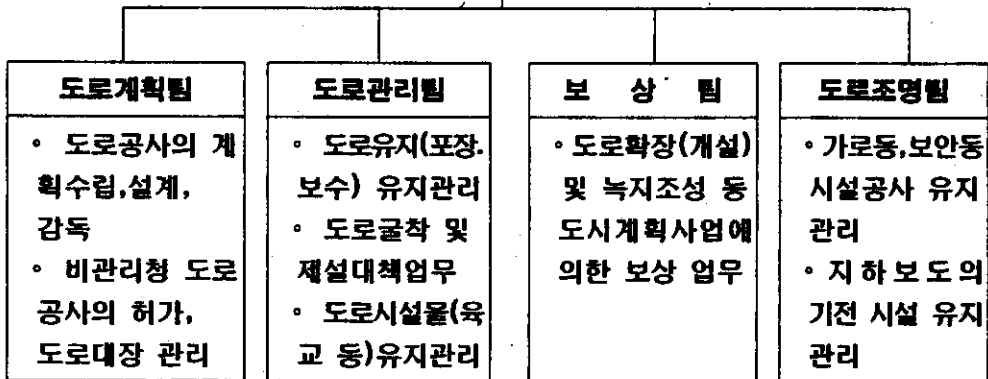 도로계획팀
◦ 도로공사의 계
획수립,설계,
감독
◦ 비관리청 도로
공사의 허가,
도로대장 관리
도로관리팀
◦ 도로유지(포장.
보수) 유지관리
◦ 도로굴착 및
제설대책업무
◦ 도로시설물(육
교 등)유지관리
보 상 팀
◦ 도로확장(개설)
및 녹지조성 등
도시계획사업에
의한 보상 업무
도로조명팀
◦ 가로등,보안등
시설공사 유지
관리
◦ 지하보도의
기전 시설 유지
관리